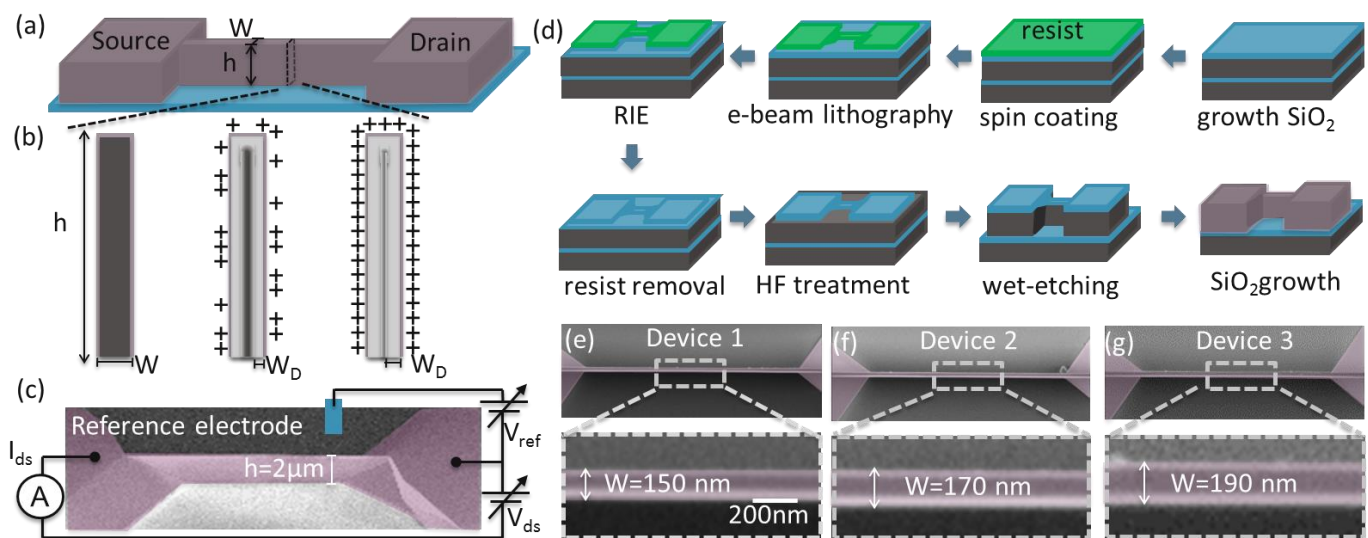 (a)
Source
W
h
Drain
(b)
h
W
+ +
W_D
+ + + +
W_D
(c)
Reference electrode
I_ds
A
h=2μm
V_ref
V_ds
(d)
resist
RIE
e-beam lithography
spin coating
growth SiO₂
resist removal
HF treatment
wet-etching
SiO₂growth
(e)
Device 1
W=150 nm
200nm
(f)
Device 2
W=170 nm
(g)
Device 3
W=190 nm